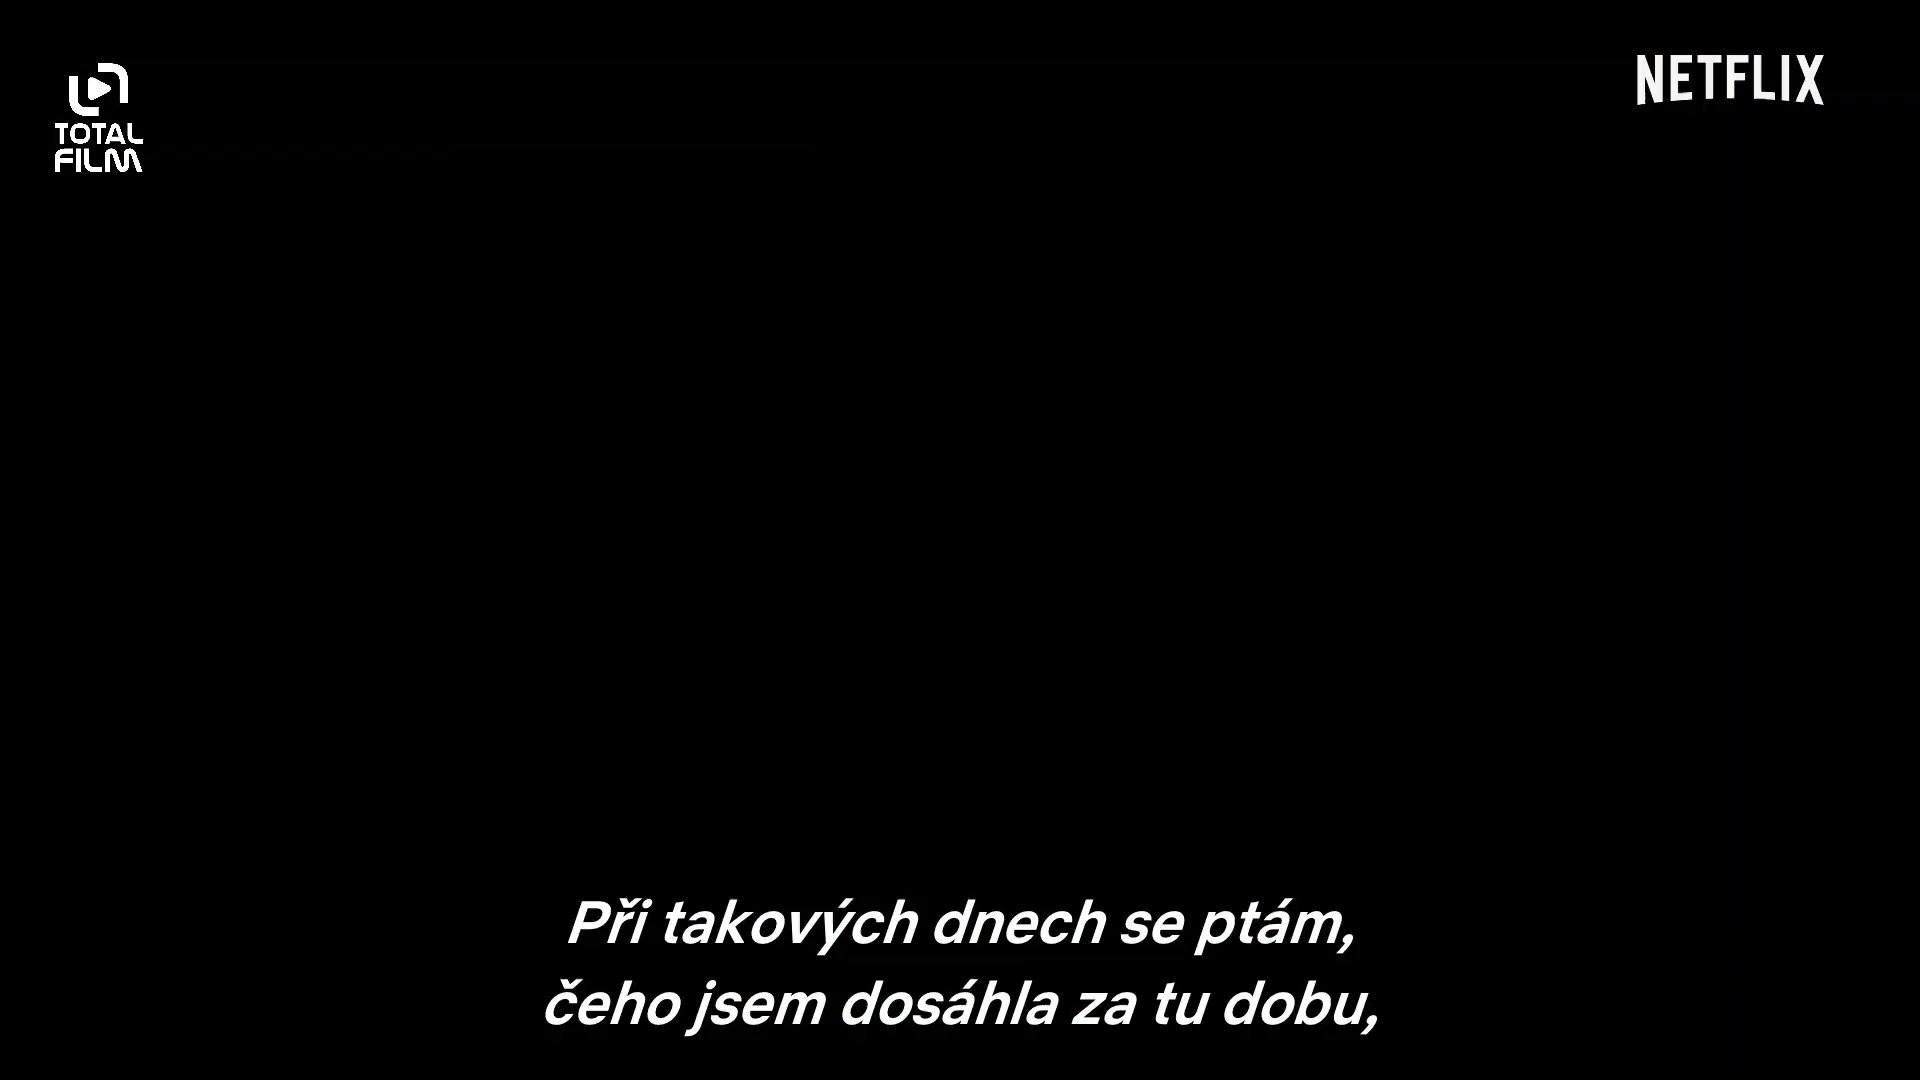 TOTAL
FILM
NETFLIX
Při takových dnech se ptám,
čeho jsem dosáhla za tu dobu,